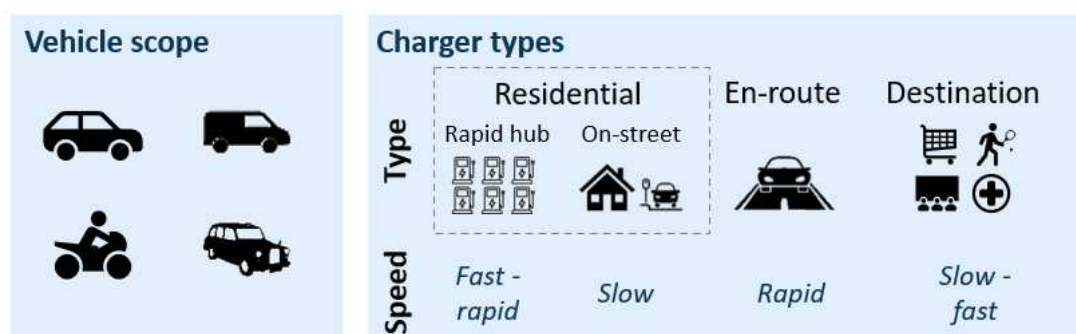 Vehicle scope
Charger types
Type
Residential
En-route
Destination
Rapid hub
On-street
Speed
Fast -
rapid
Slow
Rapid
Slow -
fast